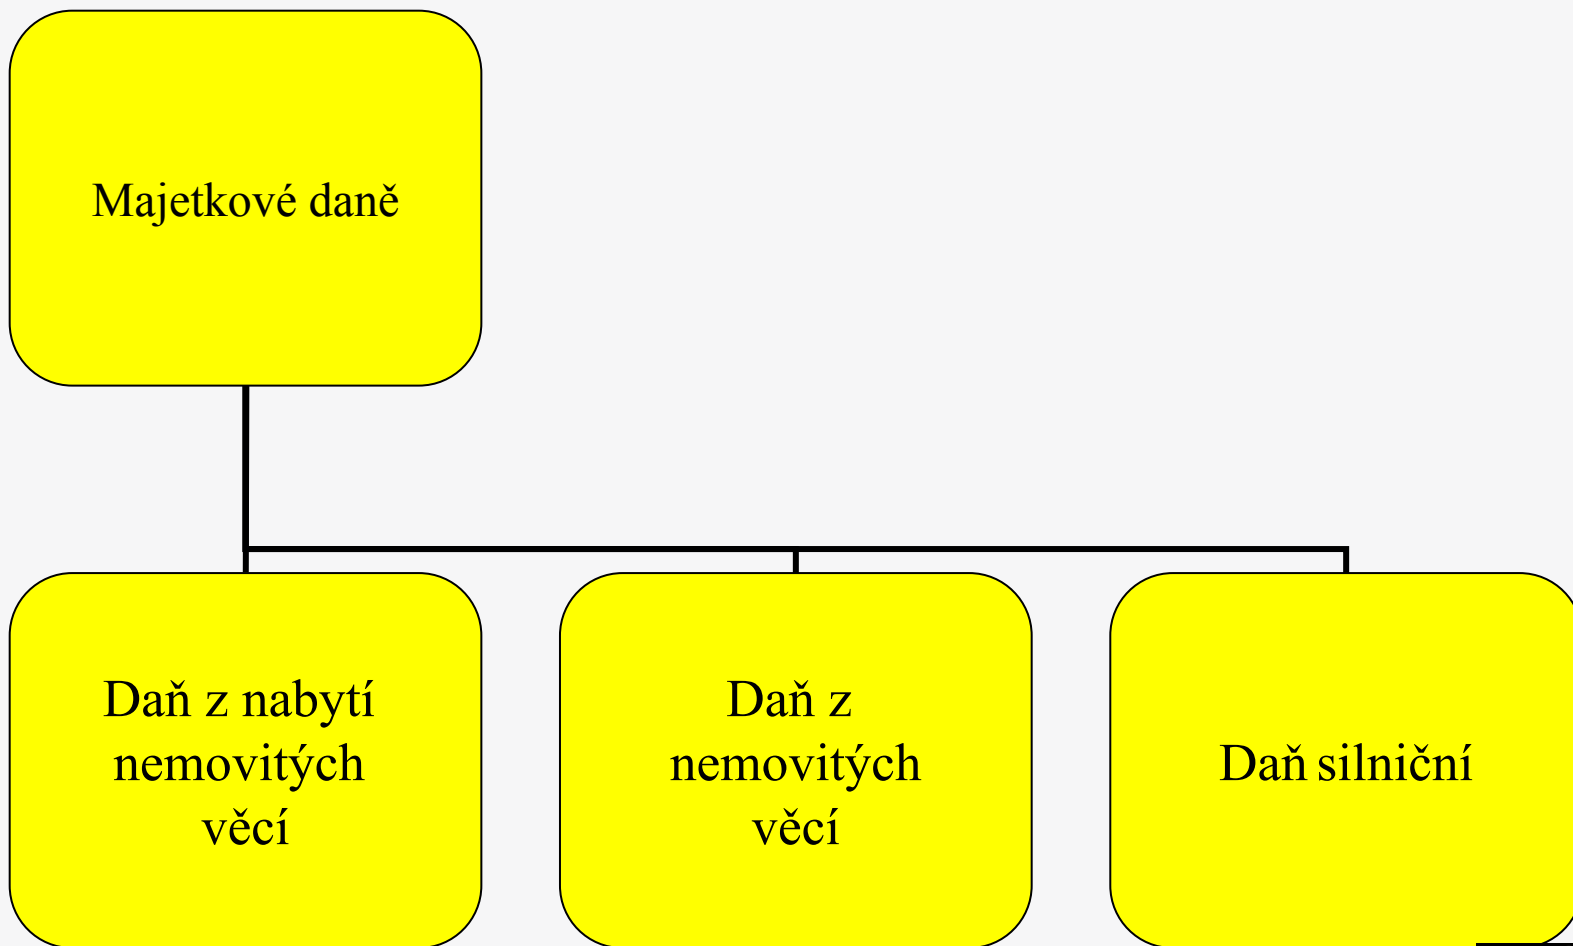 Majetkové daně
Daň z nabytí
nemovitých
věcí
Daň z
nemovitých
věcí
Daň silniční